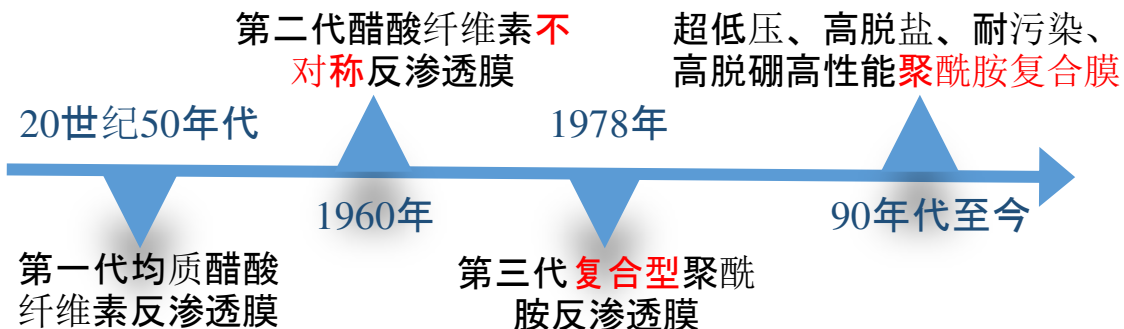 第二代醋酸纤维素不
对称反渗透膜
超低压、高脱盐、耐污染、
高脱硼高性能聚酰胺复合膜
20世纪50年代
1978年
1960年
90年代至今
第一代均质醋酸
纤维素反渗透膜
第三代复合型聚酰
胺反渗透膜